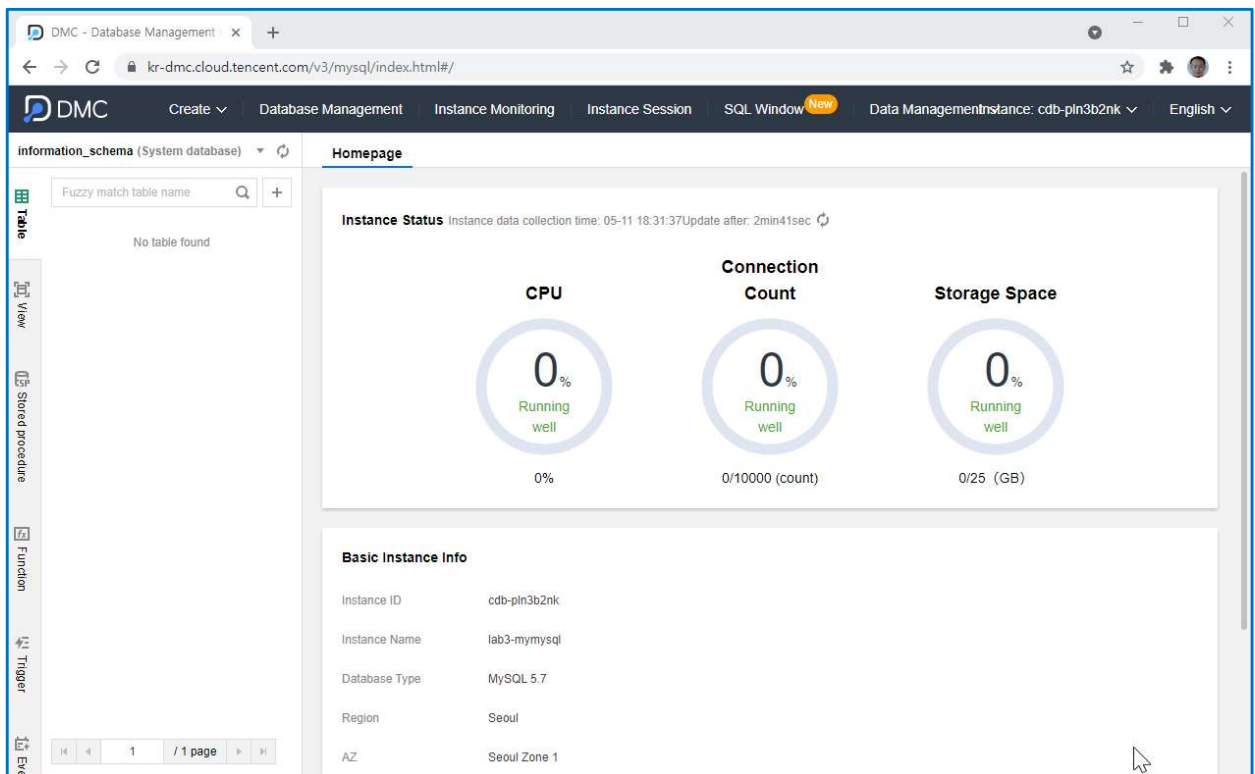 DMC - Database Management
kr-dmc.cloud.tencent.com/v3/mysql/index.html#/
DMC Create Database Management Instance Monitoring Instance Session SQL Window New Data Management Instance: cdb-pln3b2nk English
information_schema (System database)
Homepage
Fuzzy match table name
No table found
Table
View
SP Stored procedure
fx Function
Trigger
Eve
1 / 1 page
Instance Status Instance data collection time: 05-11 18:31:37Update after: 2min41sec
CPU
0%
Running
well
0%
Connection
Count
0%
Running
well
0/10000 (count)
Storage Space
0%
Running
well
0/25 (GB)
Basic Instance Info
Instance ID cdb-pln3b2nk
Instance Name lab3-mymysql
Database Type MySQL 5.7
Region Seoul
AZ Seoul Zone 1